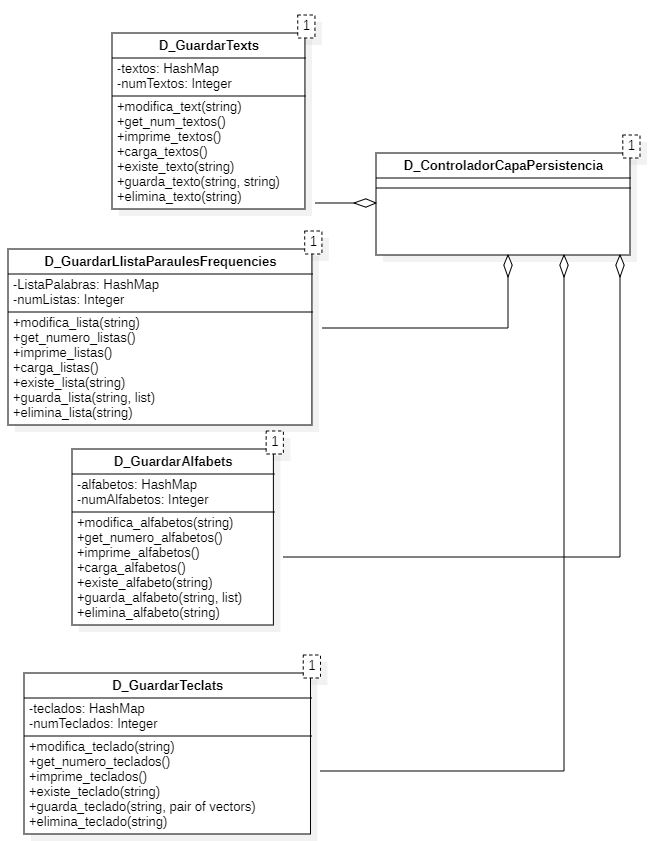 1
D_GuardarTexts
-textos: HashMap
-numTextos: Integer
+modifica_text(string)
+get_num_textos()
+imprime_textos()
+carga_textos()
+existe_texto(string)
+guarda_texto(string, string)
+elimina_texto(string)
1
D_ControladorCapaPersistencia
1
D_GuardarLlistaParaulesFrequencies
-ListaPalabras: HashMap
-numListas: Integer
+modifica_lista(string)
+get_numero_listas()
+imprime_listas()
+carga_listas()
+existe_lista(string)
+guarda_lista(string, list)
+elimina_lista(string)
1
D_GuardarAlfabets
-alfabetos: HashMap
-numAlfabetos: Integer
+modifica_alfabetos(string)
+get_numero_alfabetos()
+imprime_alfabetos()
+carga_alfabetos()
+existe_alfabeto(string)
+guarda_alfabeto(string, list)
+elimina_alfabeto(string)
1
D_GuardarTeclats
-teclados: HashMap
-numTeclados: Integer
+modifica_teclado(string)
+get_numero_teclados()
+imprime_teclados()
+existe_teclado(string)
+guarda_teclado(string, pair of vectors)
+elimina_teclado(string)